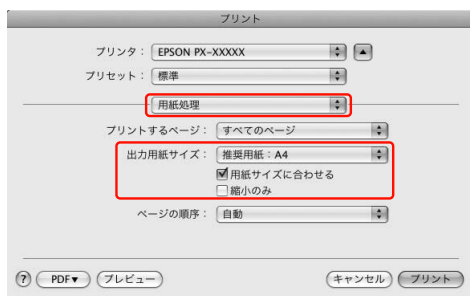 プリント
プリンタ： EPSON PX-XXXXX
プリセット： 標準
用紙処理
プリントするページ： すべてのページ
出力用紙サイズ： 推奨用紙：A4
用紙サイズに合わせる
縮小のみ
ページの順序： 自動
? PDF▼ プレビュー キャンセル プリント